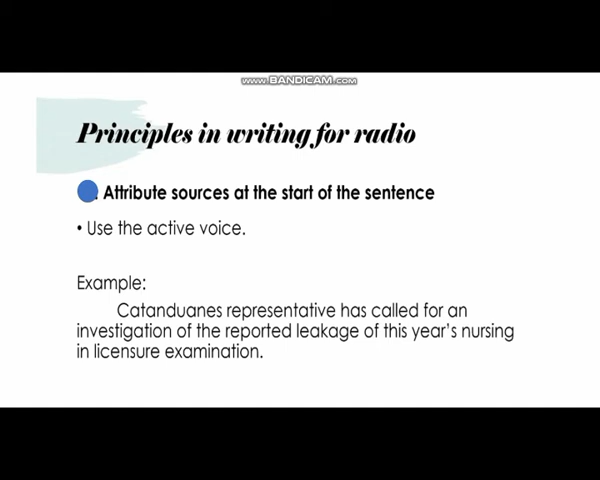 www.BANDICAM.com
Principles in writing for radio
. Attribute sources at the start of the sentence
• Use the active voice.
Example:
Catanduanes representative has called for an
investigation of the reported leakage of this year's nursing
in licensure examination.